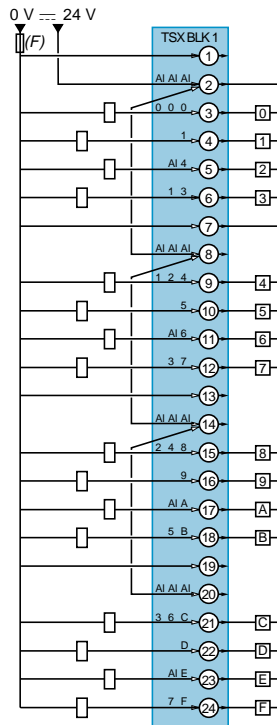 0 V 24 V
(F)
TSX BLK 1
1
AI AI AI 2
0 0 0 3 0
1 4 1
AI 4 5 2
1 3 6 3
7
AI AI AI 8
1 2 4 9 4
5 10 5
AI 6 11 6
3 7 12 7
13
AI AI AI 14
2 4 8 15 8
9 16 9
AI A 17 A
5 B 18 B
19
AI AI AI 20
3 6 C 21 C
D 22 D
AI E 23 E
7 F 24 F